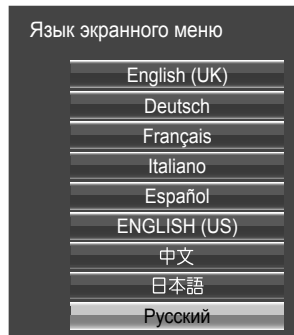 Язык экранного меню
English (UK)
Deutsch
Français
Italiano
Español
ENGLISH (US)
中文
日本語
Русский